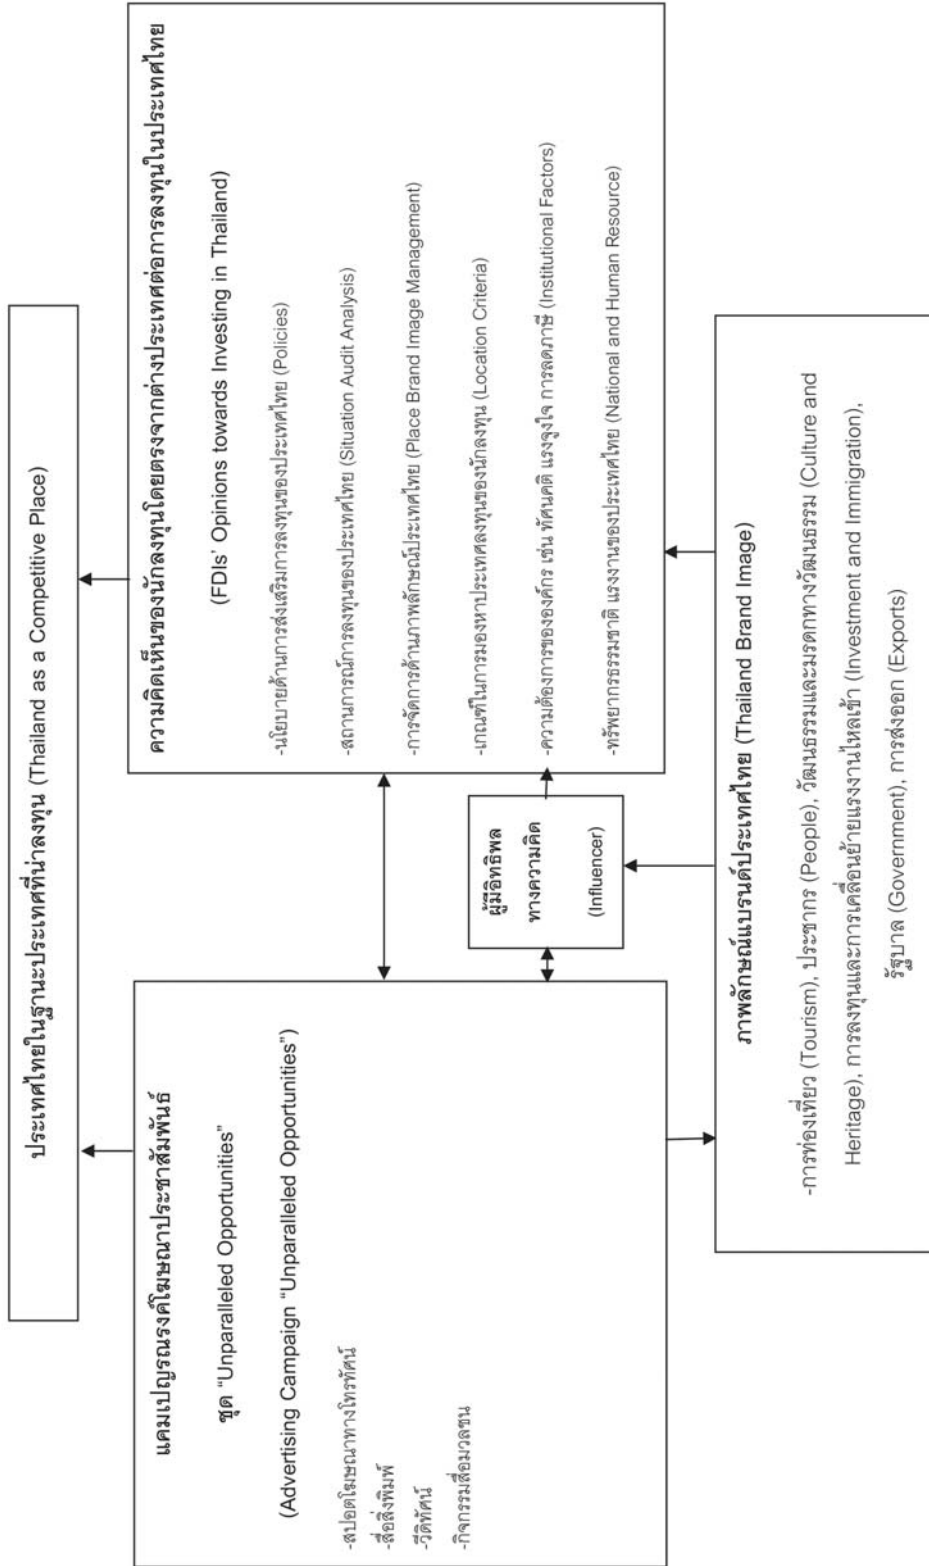 ประเทศไทยในฐานะประเทศที่น่าลงทุน (Thailand as a Competitive Place)
แคมเปญรณรงค์โฆษณาประชาสัมพันธ์
ชุด “Unparalleled Opportunities”
(Advertising Campaign “Unparalleled Opportunities”)
-สปอตโฆษณาทางโทรทัศน์
-สื่อสิ่งพิมพ์
-วีดิทัศน์
-กิจกรรมสื่อมวลชน
ผู้มีอิทธิพล
ทางความคิด
(Influencer)
ความคิดเห็นของนักลงทุนโดยตรงจากต่างประเทศต่อการลงทุนในประเทศไทย
(FDIs’ Opinions towards Investing in Thailand)
-นโยบายด้านการส่งเสริมการลงทุนของประเทศไทย (Policies)
-สถานการณ์การลงทุนของประเทศไทย (Situation Audit Analysis)
-การจัดการด้านภาพลักษณ์ประเทศไทย (Place Brand Image Management)
-เกณฑ์ในการมองหาประเทศลงทุนของนักลงทุน (Location Criteria)
-ความต้องการขององค์กร เช่น ทัศนคติ แรงจูงใจ การลดภาษี (Institutional Factors)
-ทรัพยากรธรรมชาติ แรงงานของประเทศไทย (National and Human Resource)
ภาพลักษณ์แบรนด์ประเทศไทย (Thailand Brand Image)
-การท่องเที่ยว (Tourism), ประชากร (People), วัฒนธรรมและมรดกทางวัฒนธรรม (Culture and
Heritage), การลงทุนและการเคลื่อนย้ายแรงงานไหลเข้า (Investment and Immigration),
รัฐบาล (Government), การส่งออก (Exports)